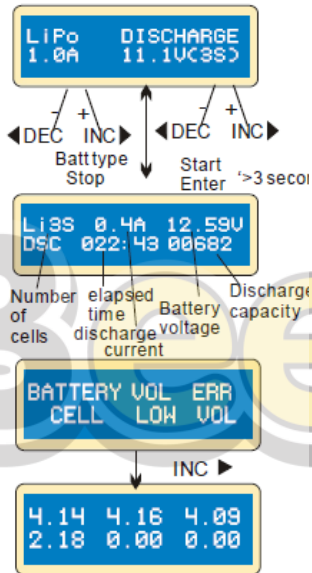 LiPo DISCHARGE
1.0A 11.1V(3S)
- + - +
◀DEC INC▶ ◀DEC INC▶
Batt type Start
Stop Enter '>3 secon
Li3S 0.4A 12.59V
DSC 022:43 00682
Number elapsed Battery Discharge
of time voltage capacity
cells discharge
current
BATTERY VOL ERR
CELL LOW VOL
INC ▶
4.14 4.16 4.09
2.18 0.00 0.00